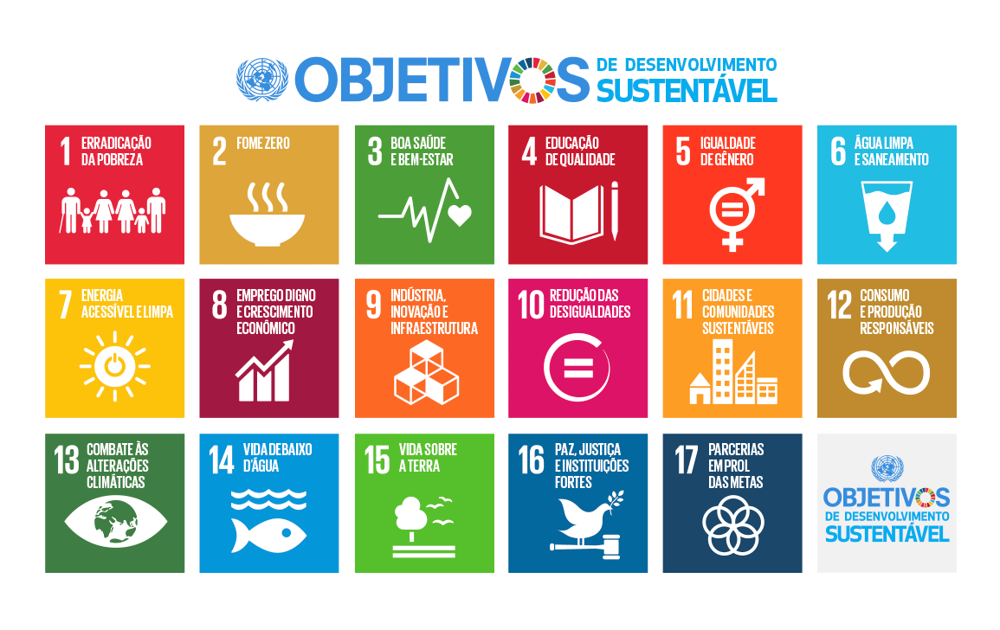 OBJETIVOS DE DESENVOLVIMENTO
SUSTENTÁVEL
1 ERRADICAÇÃO
DA POBREZA
2 FOME ZERO
3 BOA SAÚDE
E BEM-ESTAR
4 EDUCAÇÃO
DE QUALIDADE
5 IGUALDADE
DE GÊNERO
6 ÁGUA LIMPA
E SANEAMENTO
7 ENERGIA
ACESSÍVEL E LIMPA
8 EMPREGO DIGNO
E CRESCIMENTO
ECONÔMICO
9 INDÚSTRIA,
INOVAÇÃO E
INFRAESTRUTURA
10 REDUÇÃO DAS
DESIGUALDADES
11 CIDADES E
COMUNIDADES
SUSTENTÁVEIS
12 CONSUMO
E PRODUÇÃO
RESPONSÁVEIS
13 COMBATE ÀS
ALTERAÇÕES
CLIMÁTICAS
14 VIDA DEBAIXO
D'ÁGUA
15 VIDA SOBRE
A TERRA
16 PAZ, JUSTIÇA
E INSTITUIÇÕES
FORTES
17 PARCERIAS
EM PROL
DAS METAS
OBJETIVOS
DE DESENVOLVIMENTO
SUSTENTÁVEL